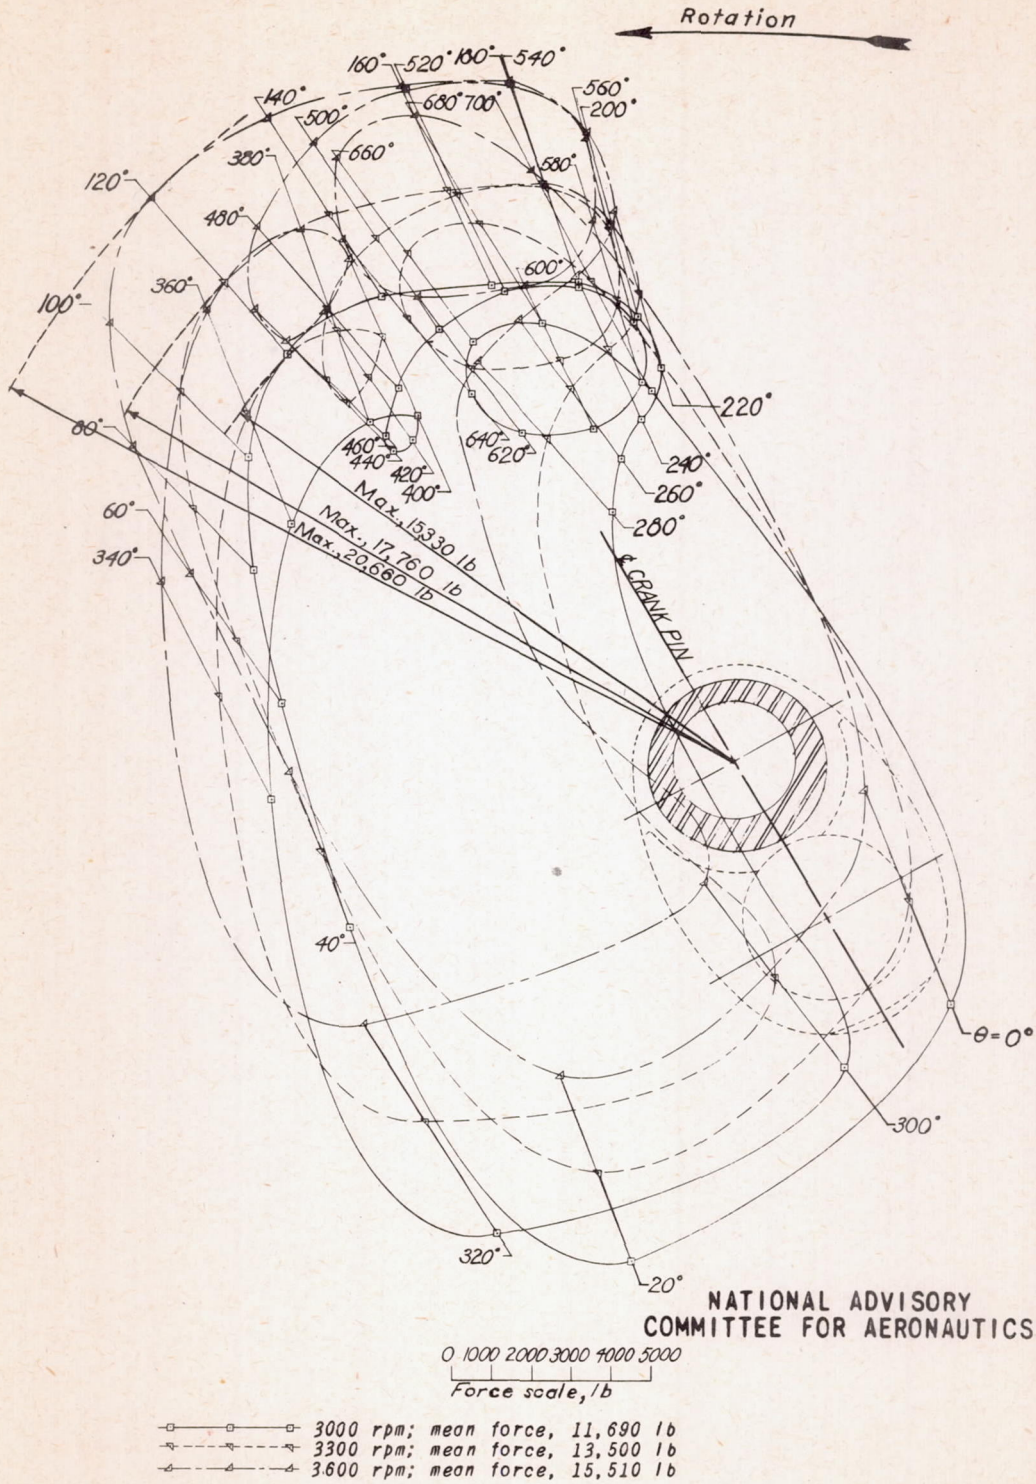 Rotation
160° 520° 180° 540°
140° 500° 680° 700° 560°
200°
380° 660° 580°
120°
480°
600°
100° 360°
80° 220°
460° 640° 240°
440° 620°
420° 260°
400°
60° 280°
340°
Max., 15,330 lb
Max., 17,760 lb
Max., 20,680 lb
℄ CRANK PIN
40°
θ=0°
300°
320°
20°
NATIONAL ADVISORY
COMMITTEE FOR AERONAUTICS
0 1000 2000 3000 4000 5000
Force scale, lb
3000 rpm; mean force, 11,690 lb
3300 rpm; mean force, 13,500 lb
3600 rpm; mean force, 15,510 lb